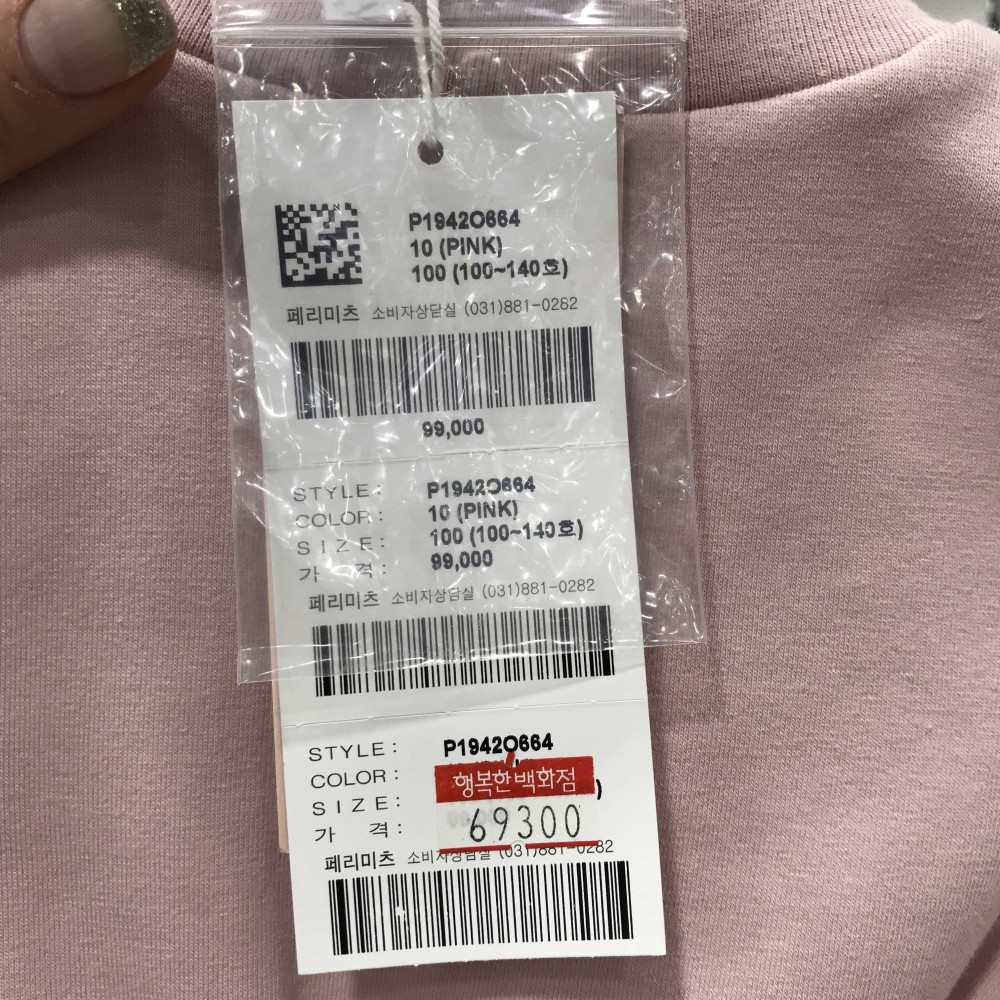 P1942O664
10 (PINK)
100 (100~140호)
페리미츠 소비자상담실 (031)881-0282
99,000
STYLE: P1942O664
COLOR: 10 (PINK)
SIZE: 100 (100~140호)
가 격: 99,000
페리미츠 소비자상담실 (031)881-0282
STYLE: P1942O664
COLOR:
행복한백화점
SIZE: )
가 격: 69300
페리미츠 소비자상담실 (031)881-0282